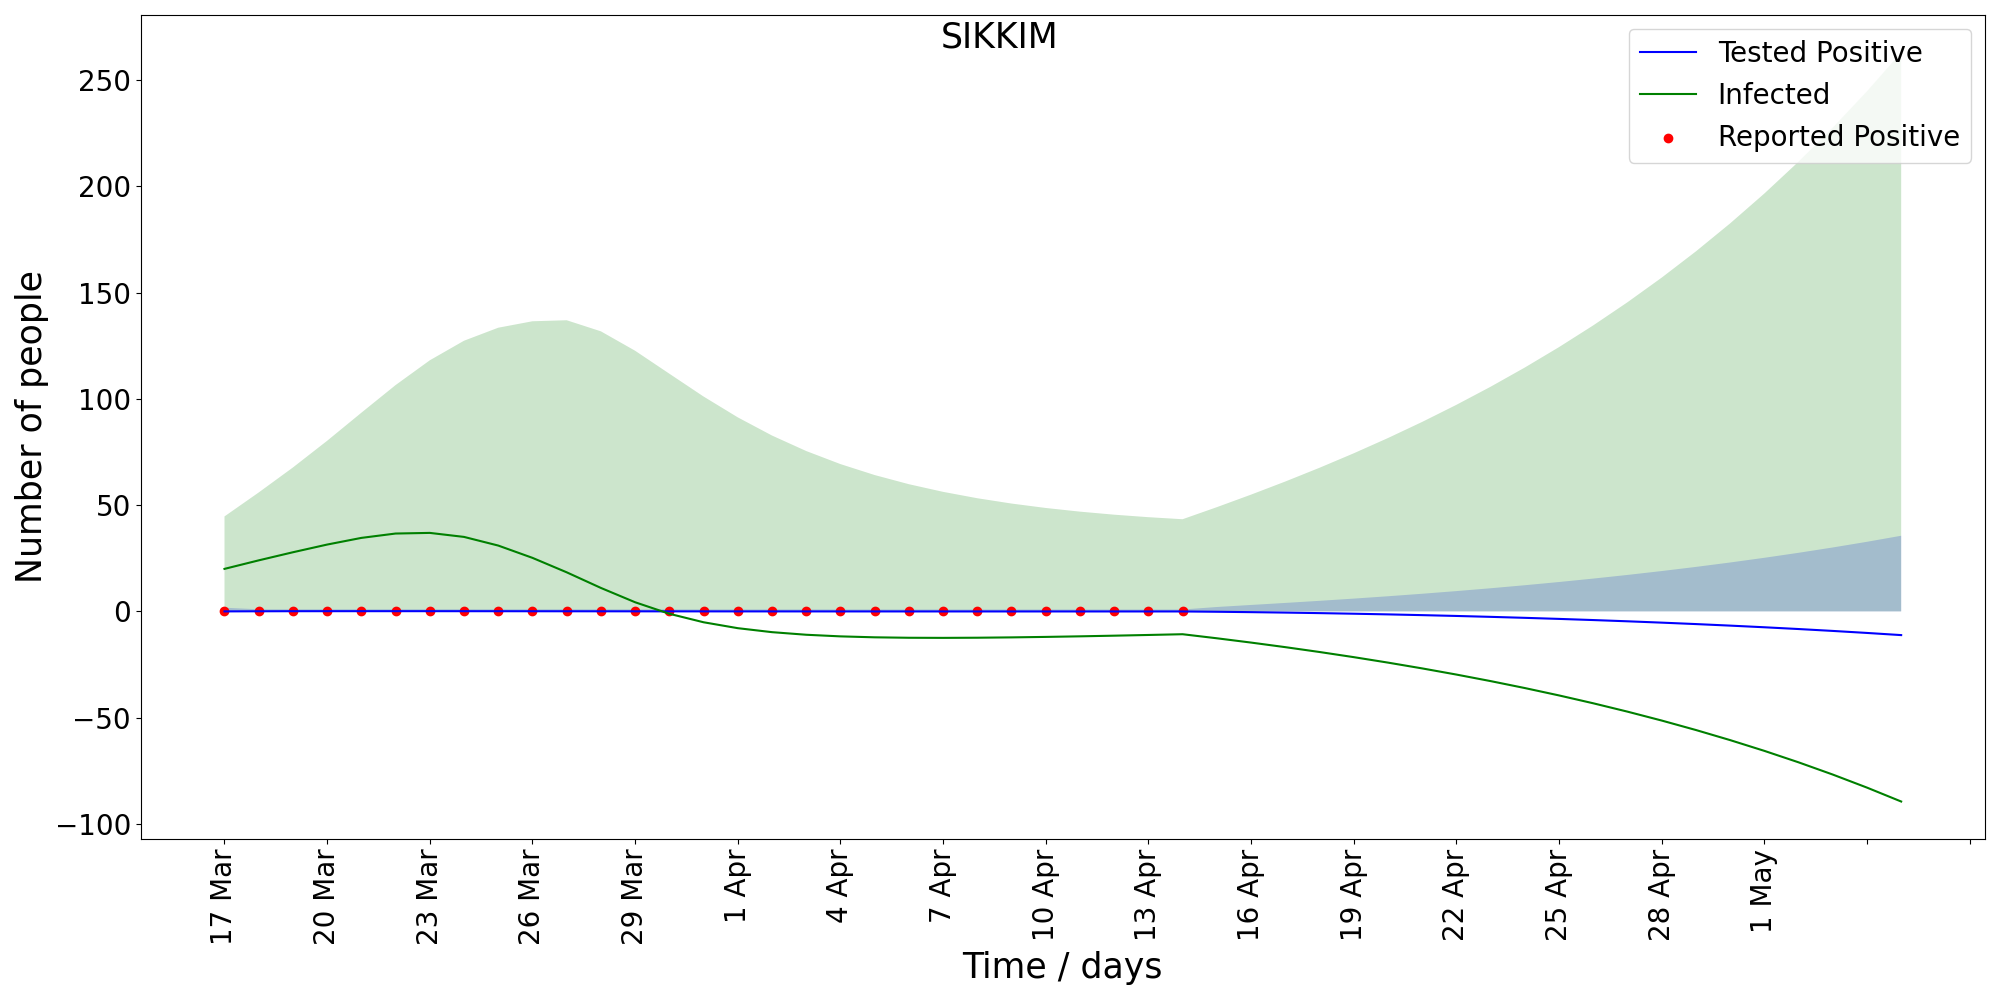 SIKKIM
Tested Positive
Infected
Reported Positive
Number of people
250
200
150
100
50
0
−50
−100
17 Mar
20 Mar
23 Mar
26 Mar
29 Mar
1 Apr
4 Apr
7 Apr
10 Apr
13 Apr
16 Apr
19 Apr
22 Apr
25 Apr
28 Apr
1 May
Time / days